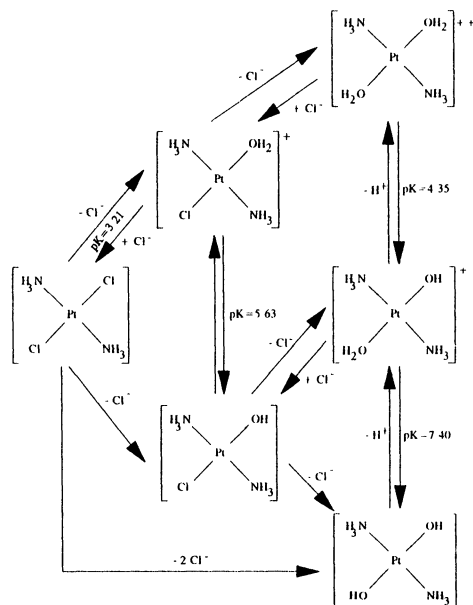 H₃N OH₂ ++
Pt
H₂O NH₃
- Cl⁻
+ Cl⁻
H₃N OH₂ +
Pt
Cl NH₃
- H⁺ pK=4 35
- Cl⁻
pK=3 21
+ Cl⁻
H₃N Cl
Pt
Cl NH₃
pK=5 63
H₃N OH +
Pt
H₂O NH₃
- Cl⁻
+ Cl⁻
- Cl⁻
H₃N OH
Pt
Cl NH₃
- H⁺ pK–7 40
- Cl⁻
- 2 Cl⁻
H₃N OH
Pt
HO NH₃